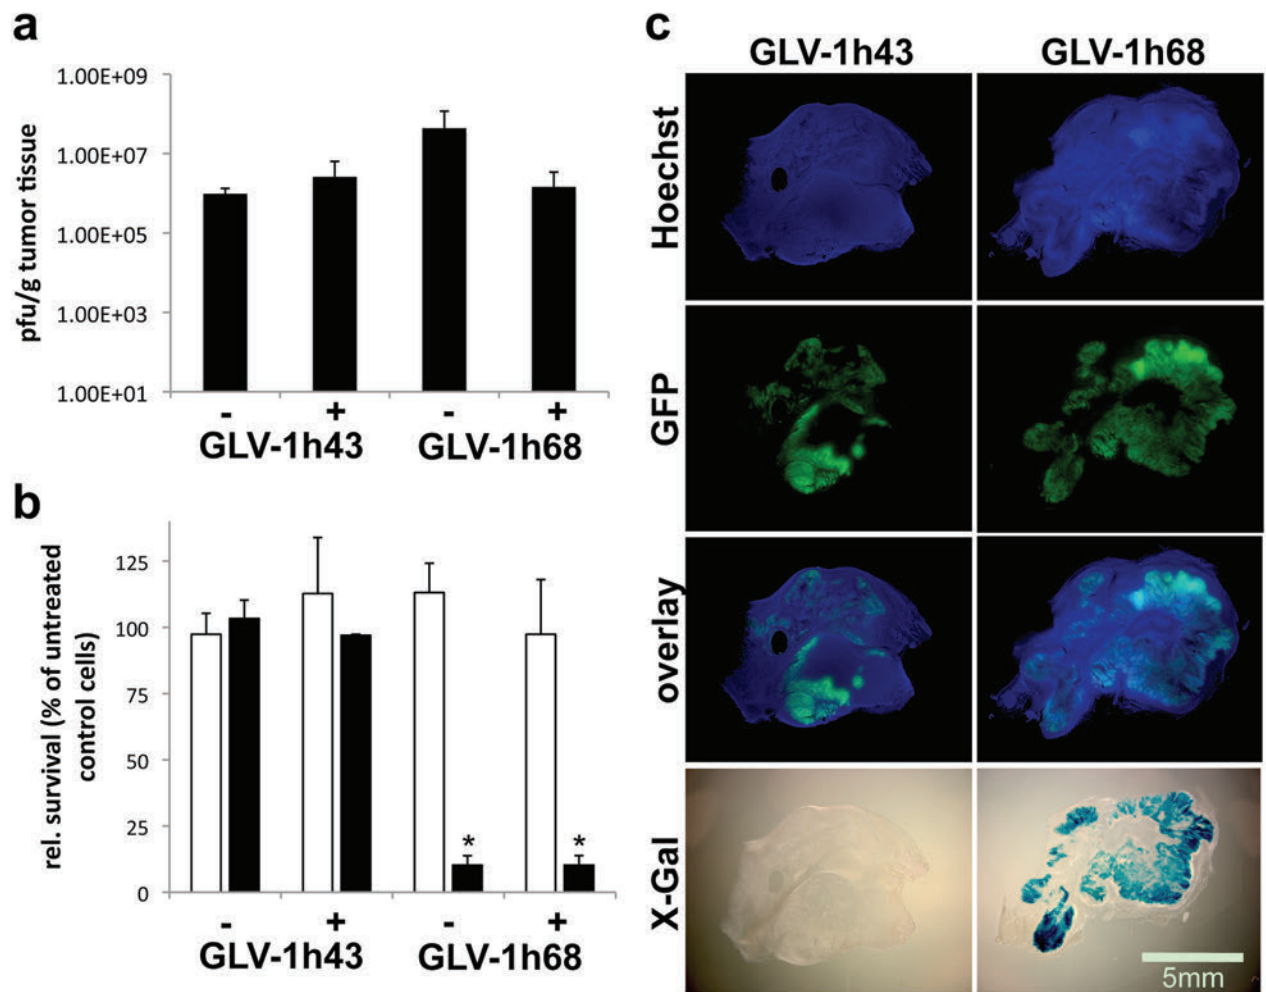 a
pfu/g tumor tissue
1.00E+09
1.00E+07
1.00E+05
1.00E+03
1.00E+01
- + - +
GLV-1h43 GLV-1h68
b
rel. survival (% of untreated
control cells)
125
100
75
50
25
0
* *
- + - +
GLV-1h43 GLV-1h68
c
GLV-1h43 GLV-1h68
Hoechst
GFP
overlay
X-Gal
5mm